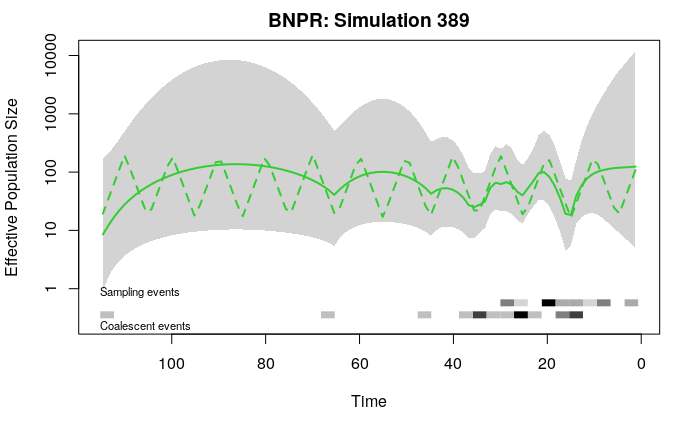 BNPR: Simulation 389
Effective Population Size
10000
1000
100
10
1
Sampling events
Coalescent events
100
80
60
40
20
0
Time